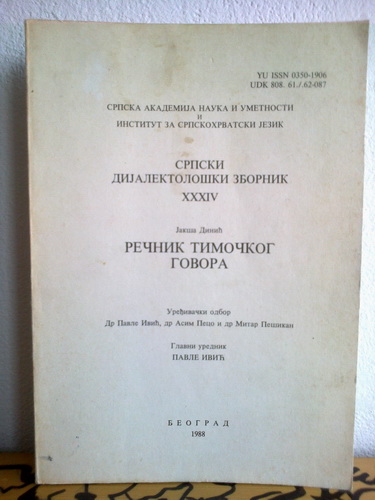 YU ISSN 0350-1906
UDK 808. 61./.62-087
СРПСКА АКАДЕМИЈА НАУКА И УМЕТНОСТИ
И
ИНСТИТУТ ЗА СРПСКОХРВАТСКИ ЈЕЗИК
СРПСКИ
ДИЈАЛЕКТОЛОШКИ ЗБОРНИК
XXXIV
Јакша Динић
РЕЧНИК ТИМОЧКОГ
ГОВОРА
Уређивачки одбор
Др Павле Ивић, др Асим Пецо и др Митар Пешикан
Главни уредник
ПАВЛЕ ИВИЋ
БЕОГРАД
1988